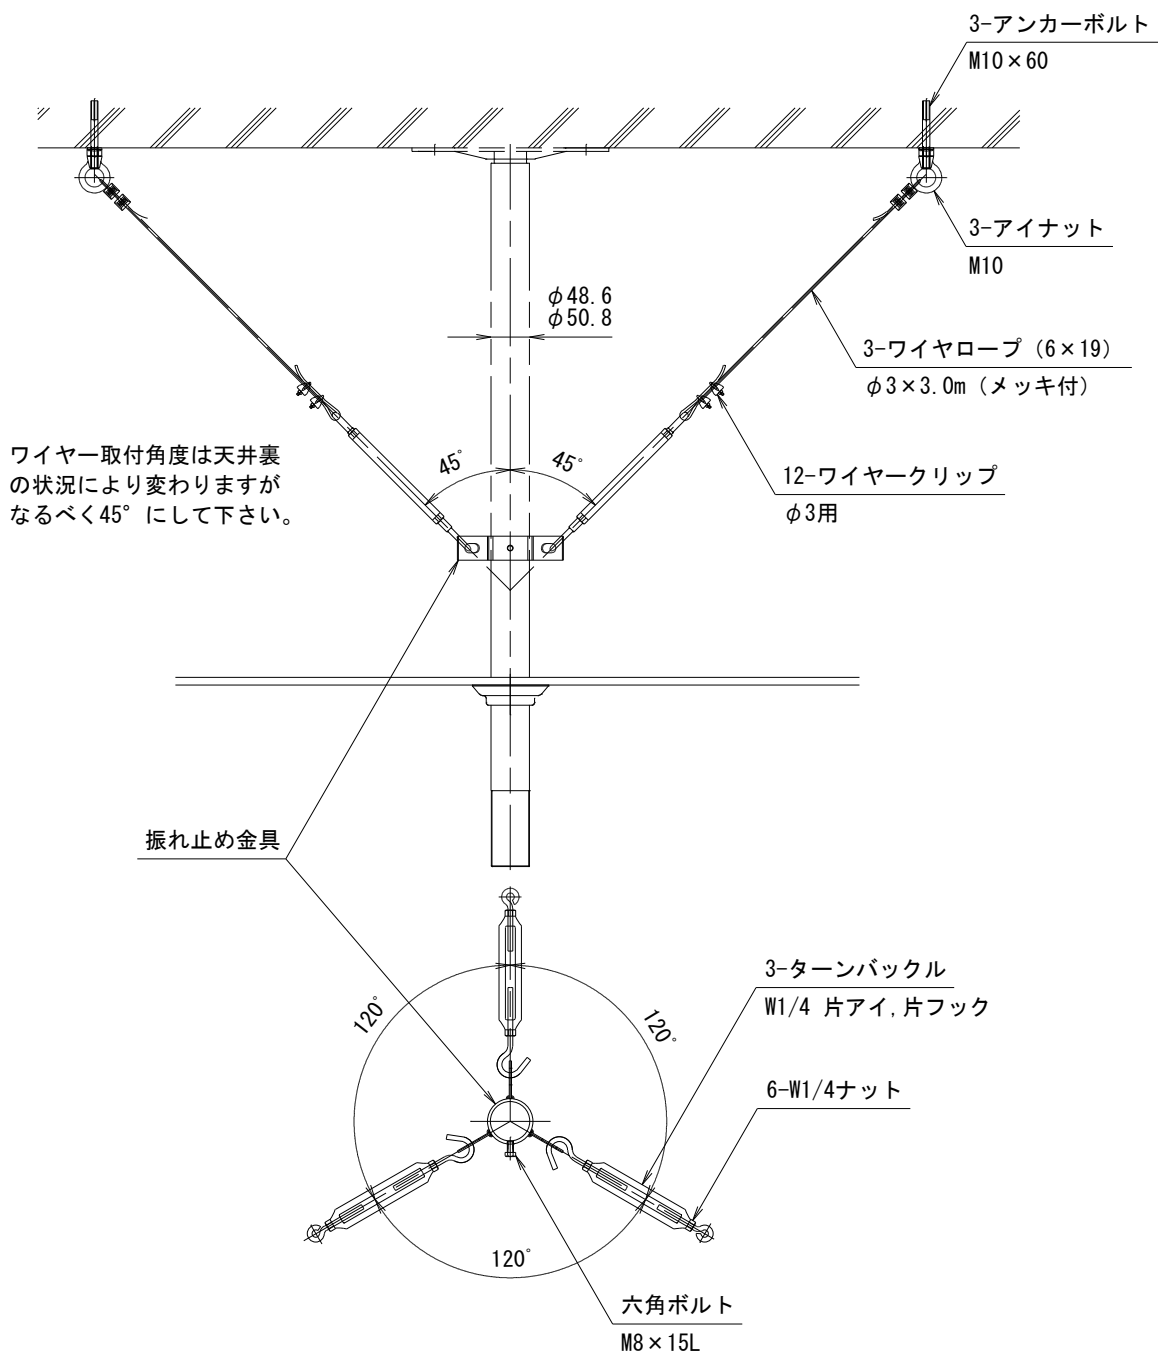 3-アンカーボルト
M10×60
3-アイナット
M10
φ48.6
φ50.8
3-ワイヤロープ（6×19）
φ3×3.0m（メッキ付）
ワイヤー取付角度は天井裏
の状況により変わりますが
なるべく45°にして下さい。
45°
45°
12-ワイヤークリップ
φ3用
振れ止め金具
3-ターンバックル
W1/4 片アイ,片フック
120°
120°
6-W1/4ナット
120°
六角ボルト
M8×15L